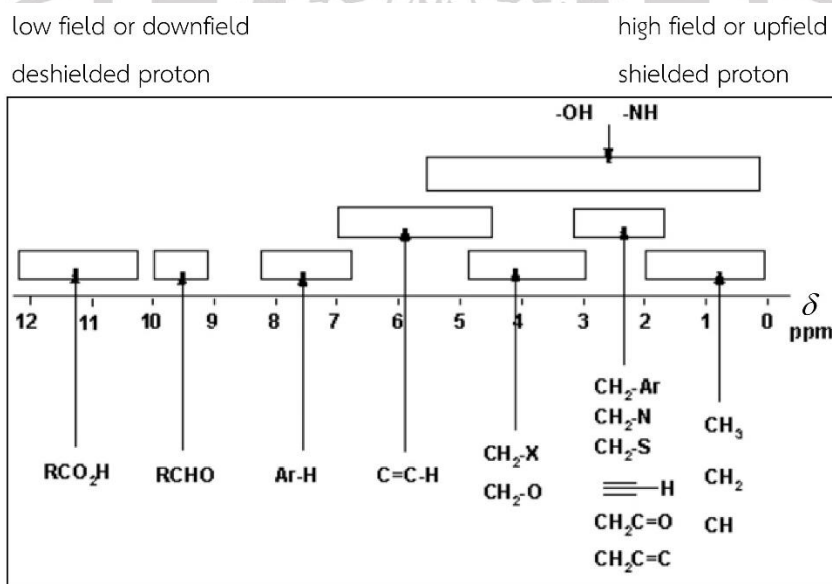 low field or downfield
high field or upfield
deshielded proton
shielded proton
-OH -NH
12 11 10 9 8 7 6 5 4 3 2 1 0
δ
ppm
RCO₂H
RCHO
Ar-H
C=C-H
CH₂-X
CH₂-O
CH₂-Ar
CH₂-N
CH₂-S
≡—H
CH₂C=O
CH₂C=C
CH₃
CH₂
CH